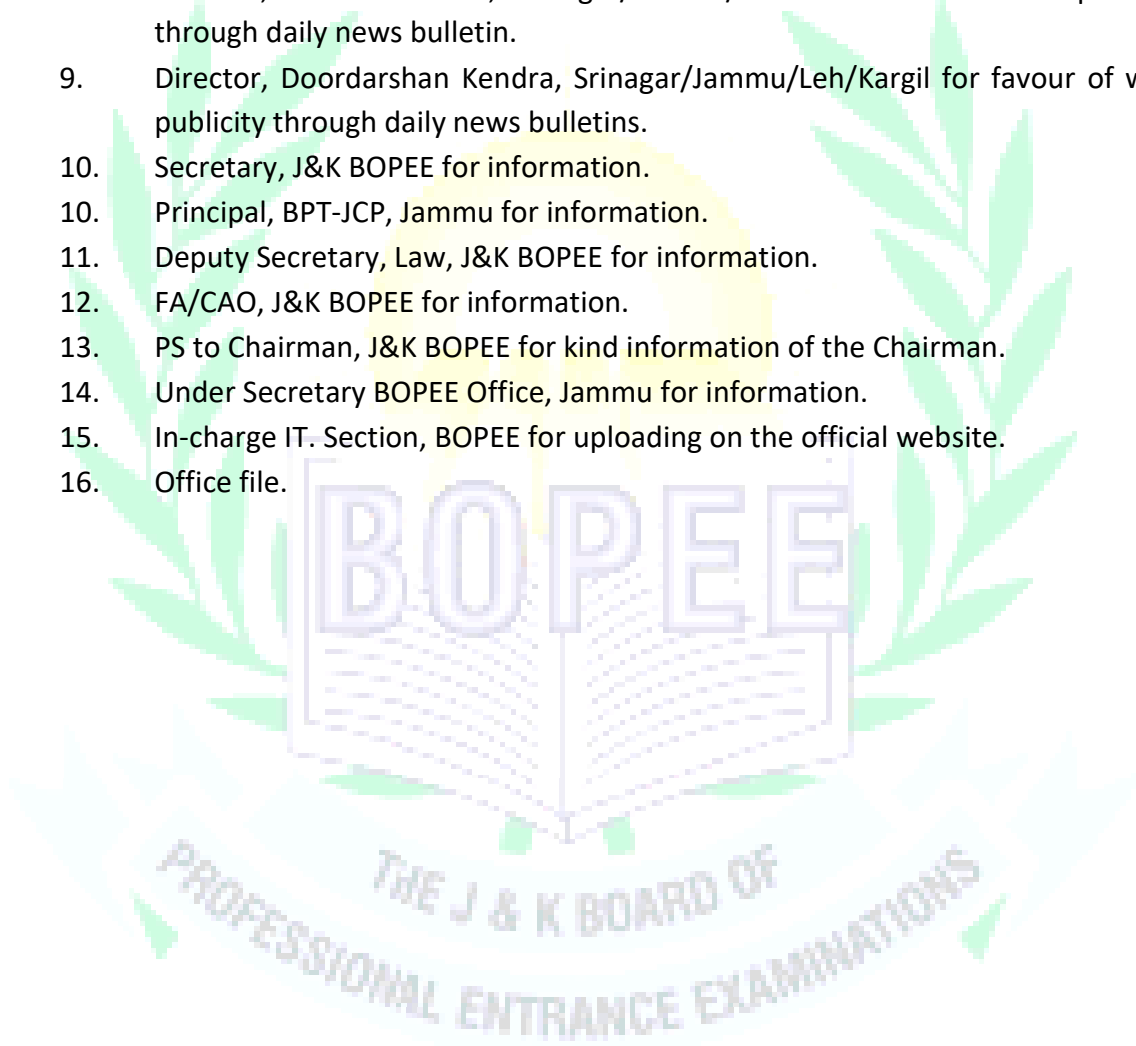 through daily news bulletin.
9. Director, Doordarshan Kendra, Srinagar/Jammu/Leh/Kargil for favour of
publicity through daily news bulletins.
10. Secretary, J&K BOPEE for information.
10. Principal, BPT-JCP, Jammu for information.
11. Deputy Secretary, Law, J&K BOPEE for information.
12. FA/CAO, J&K BOPEE for information.
13. PS to Chairman, J&K BOPEE for kind information of the Chairman.
14. Under Secretary BOPEE Office, Jammu for information.
15. In-charge IT. Section, BOPEE for uploading on the official website.
16. Office file.
BOPEE
THE J & K BOARD OF
PROFESSIONAL ENTRANCE EXAMINATIONS